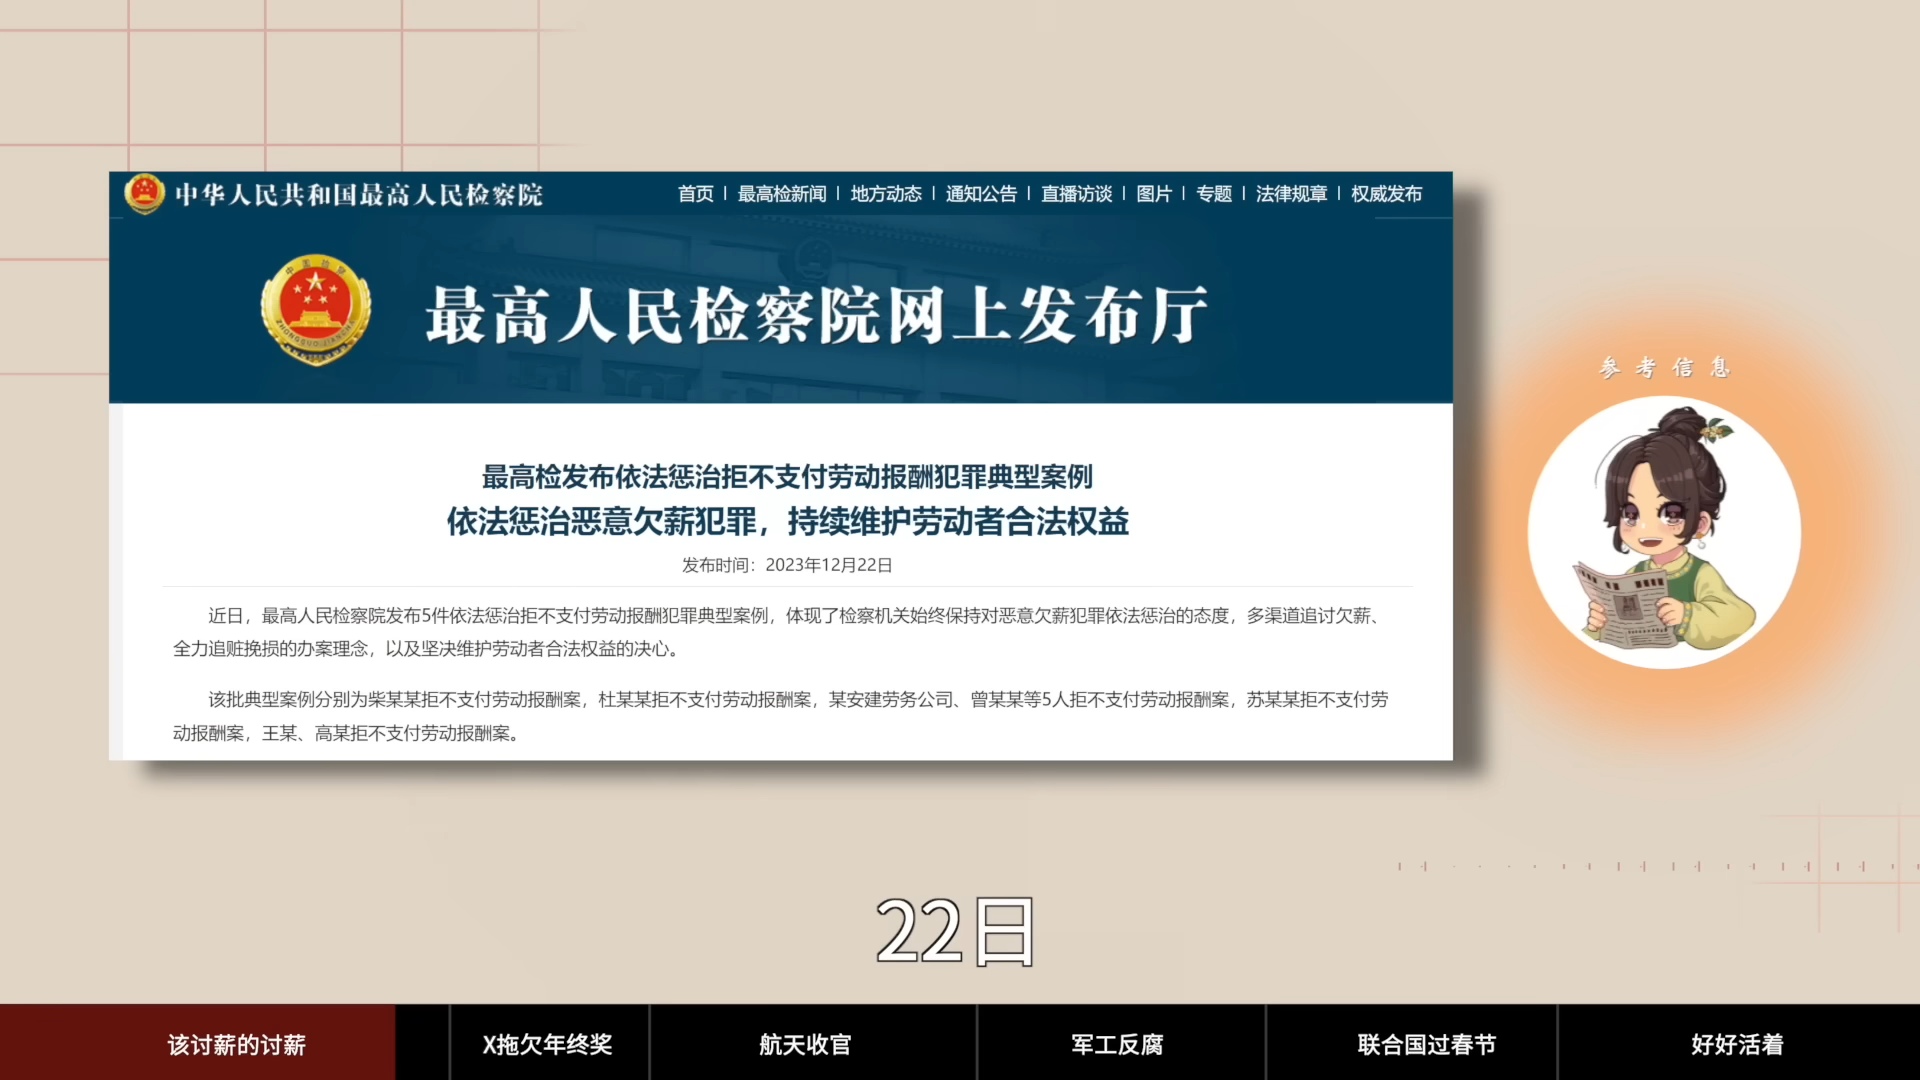 中华人民共和国最高人民检察院
首页 | 最高检新闻 | 地方动态 | 通知公告 | 直播访谈 | 图片 | 专题 | 法律规章 | 权威发布
最高人民检察院网上发布厅
参考信息
最高检发布依法惩治拒不支付劳动报酬犯罪典型案例
依法惩治恶意欠薪犯罪，持续维护劳动者合法权益
发布时间：2023年12月22日
近日，最高人民检察院发布5件依法惩治拒不支付劳动报酬犯罪典型案例，体现了检察机关始终保持对恶意欠薪犯罪依法惩治的态度，多渠道追讨欠薪、
全力追赃挽损的办案理念，以及坚决维护劳动者合法权益的决心。
该批典型案例分别为柴某某拒不支付劳动报酬案，杜某某拒不支付劳动报酬案，某安建劳务公司、曾某某等5人拒不支付劳动报酬案，苏某某拒不支付劳
动报酬案，王某、高某拒不支付劳动报酬案。
22日
该讨薪的讨薪
X拖欠年终奖
航天收官
军工反腐
联合国过春节
好好活着